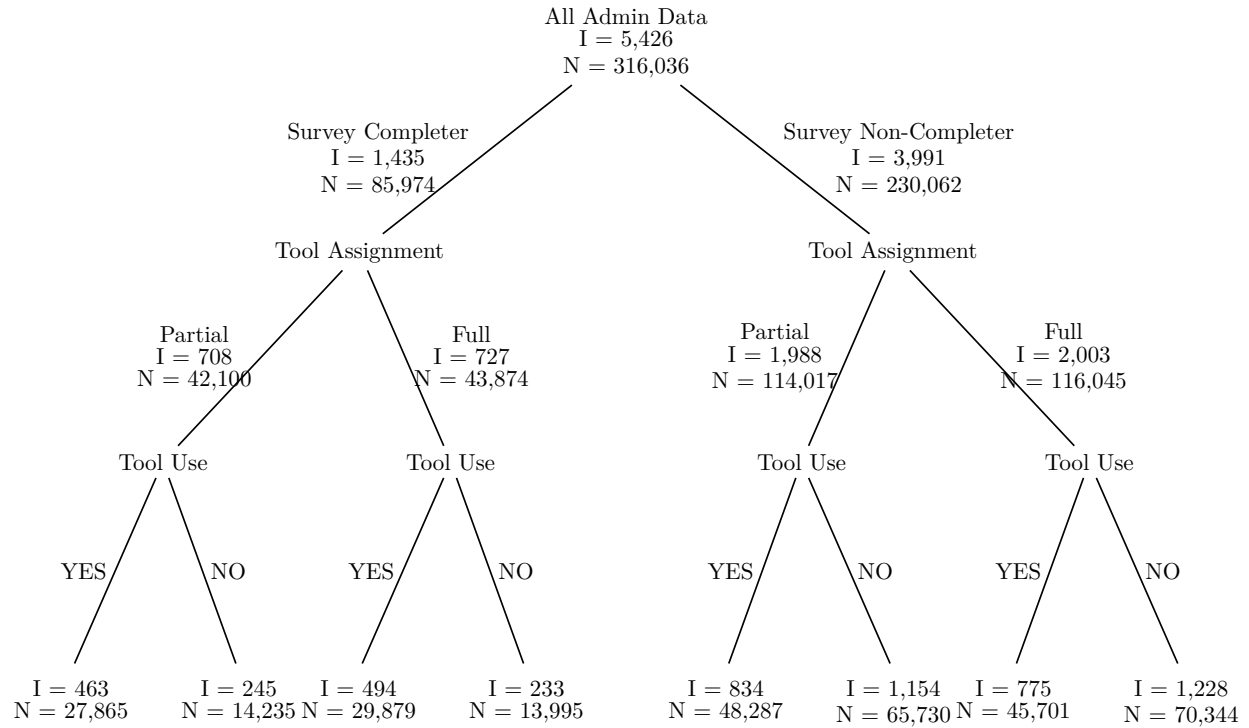 All Admin Data
I = 5,426
N = 316,036
Survey Completer
I = 1,435
N = 85,974
Survey Non-Completer
I = 3,991
N = 230,062
Tool Assignment
Tool Assignment
Partial
I = 708
N = 42,100
Full
I = 727
N = 43,874
Partial
I = 1,988
N = 114,017
Full
I = 2,003
N = 116,045
Tool Use
Tool Use
Tool Use
Tool Use
YES
NO
YES
NO
YES
NO
YES
NO
I = 463
N = 27,865
I = 245
N = 14,235
I = 494
N = 29,879
I = 233
N = 13,995
I = 834
N = 48,287
I = 1,154
N = 65,730
I = 775
N = 45,701
I = 1,228
N = 70,344